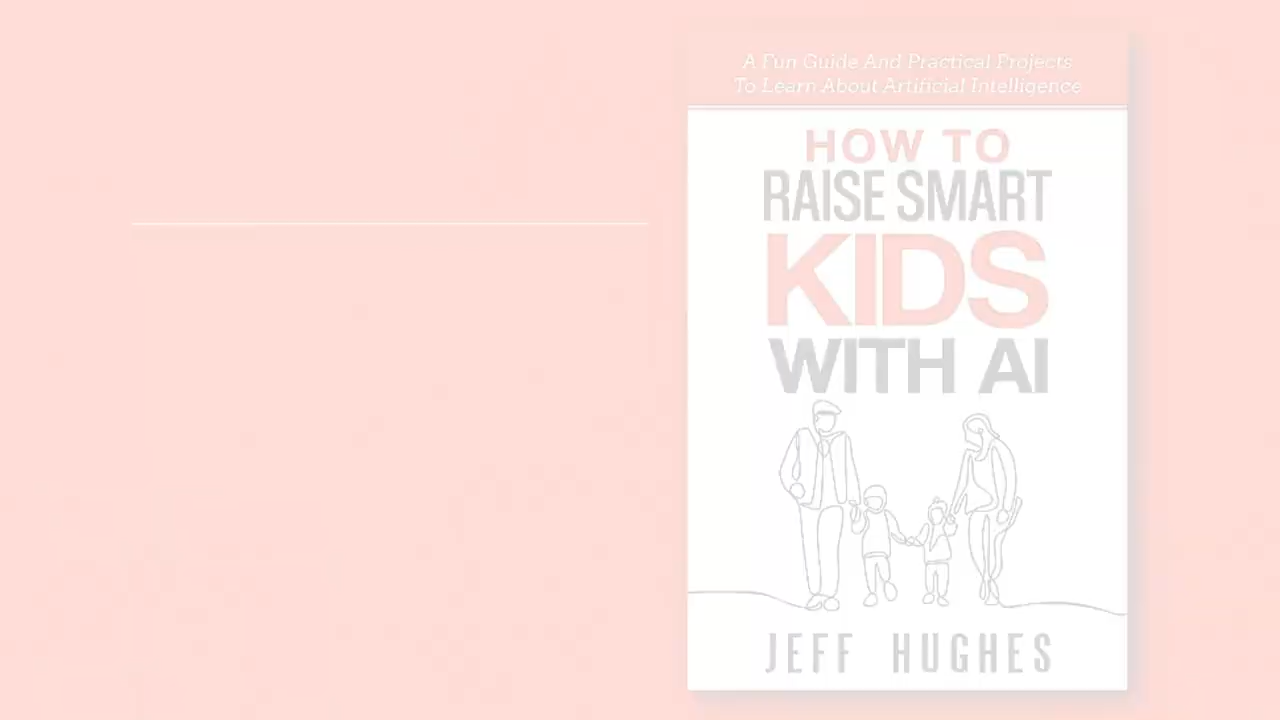 A Fun Guide And Practical Projects
To Learn About Artificial Intelligence
HOW TO
RAISE SMART
KIDS
WITH AI
JEFF HUGHES